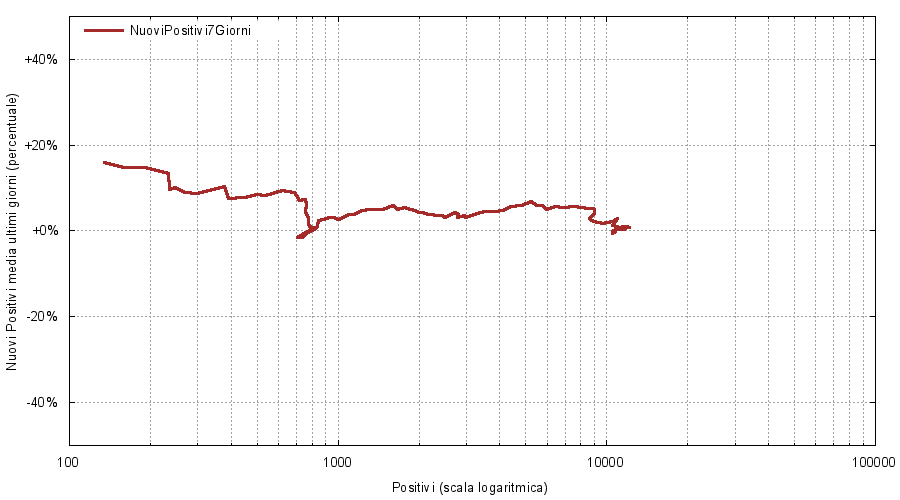 NuoviPositivi7Giorni
+40%
+20%
+0%
-20%
-40%
Nuovi Positivi media ultimi giorni (percentuale)
100 1000 10000 100000
Positivi (scala logaritmica)